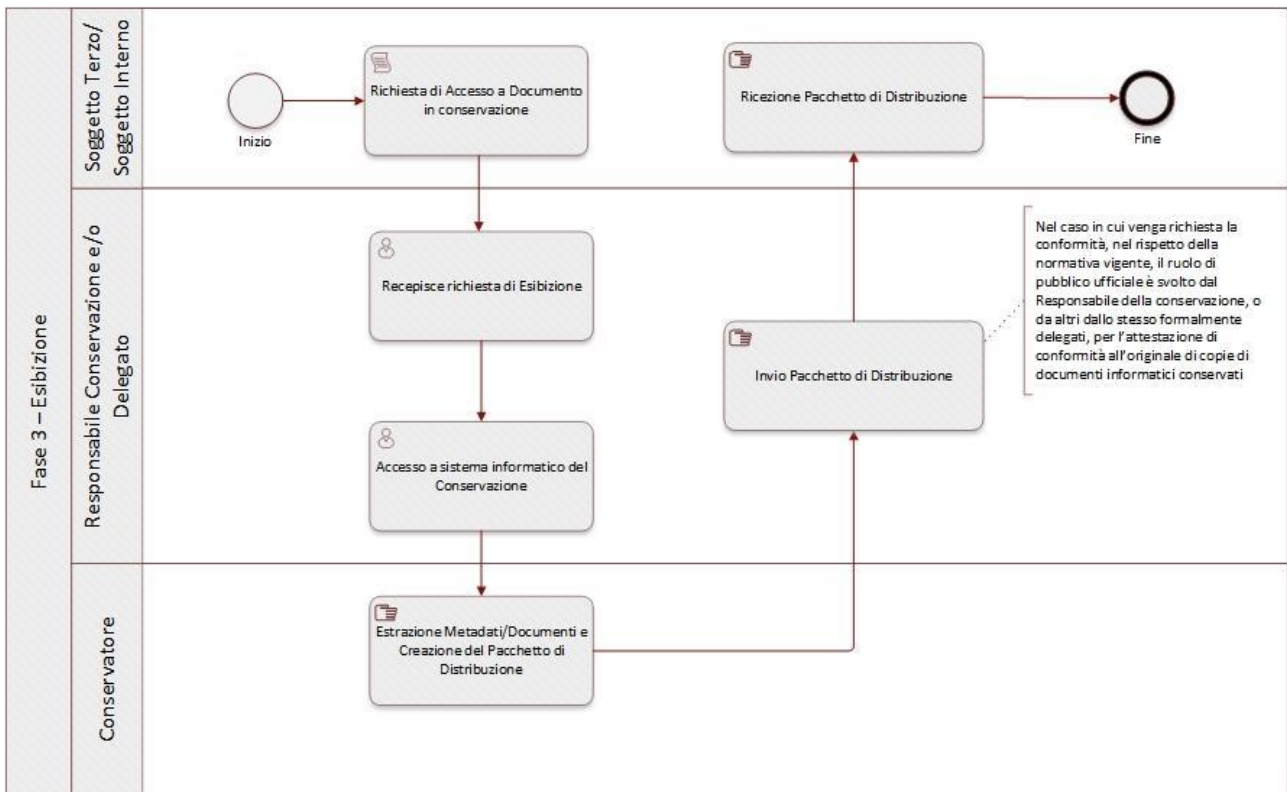 Fase 3 – Esibizione
Soggetto Terzo/
Soggetto Interno
Inizio
Richiesta di Accesso a Documento
in conservazione
Ricezione Pacchetto di Distribuzione
Fine
Responsabile Conservazione e/o
Delegato
Recepisce richiesta di Esibizione
Accesso a sistema informatico del
Conservazione
Invio Pacchetto di Distribuzione
Nel caso in cui venga richiesta la
conformità, nel rispetto della
normativa vigente, il ruolo di
pubblico ufficiale è svolto dal
Responsabile della conservazione, o
da altri dallo stesso formalmente
delegati, per l'attestazione di
conformità all'originale di copie di
documenti informatici conservati
Conservatore
Estrazione Metadati/Documenti e
Creazione del Pacchetto di
Distribuzione